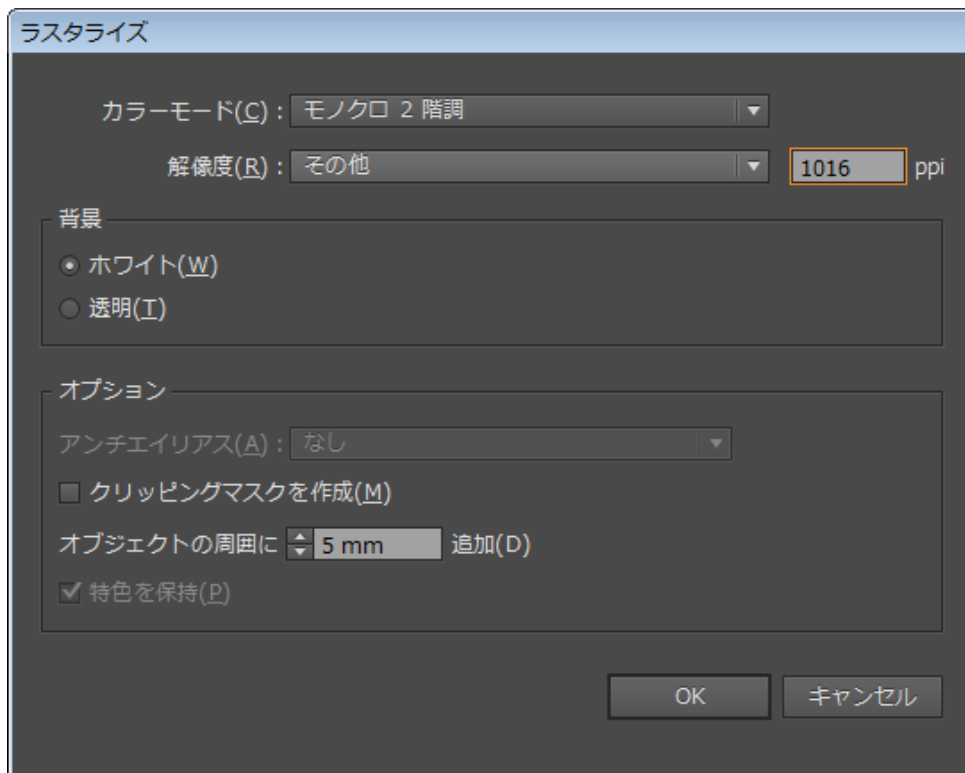 ラスタライズ
カラーモード(C) : モノクロ 2 階調
解像度(R) : その他 1016 ppi
背景
ホワイト(W)
透明(T)
オプション
アンチエイリアス(A) : なし
クリッピングマスクを作成(M)
オブジェクトの周囲に 5 mm 追加(D)
特色を保持(P)
OK キャンセル